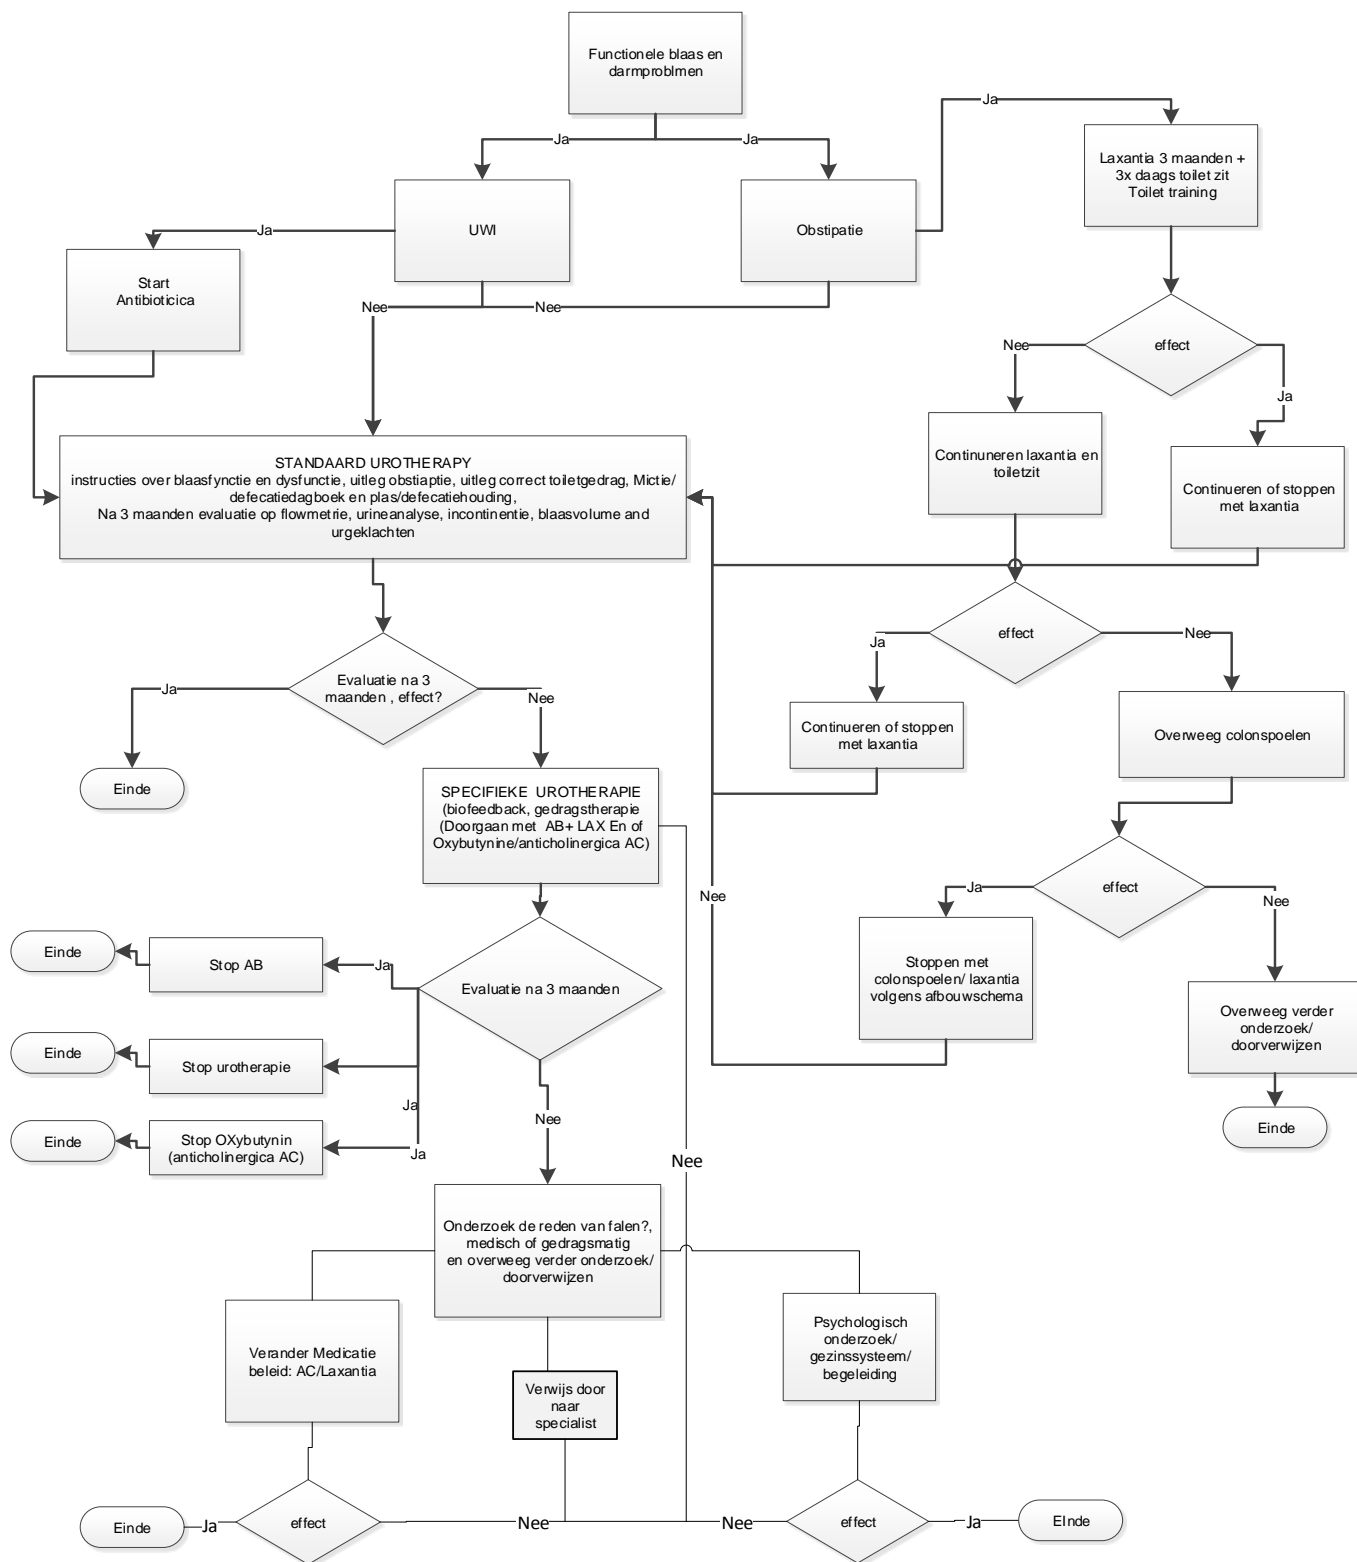 Functionele blaas en
darmproblmen
Ja
Ja
Ja
Laxantia 3 maanden +
3x daags toilet zit
Toilet training
UWI
Obstipatie
Ja
Start
Antibioticica
Nee
Nee
effect
Nee
Ja
STANDAARD UROTHERAPY
instructies over blaasfynctie en dysfunctie, uitleg obstiaptie, uitleg correct toiletgedrag, Mictie/
defecatiedagboek en plas/defecatiehouding,
Na 3 maanden evaluatie op flowmetrie, urineanalyse, incontinentie, blaasvolume and
urgeklachten
Continuneren laxantia en
toiletzit
Continueren of stoppen
met laxantia
effect
Ja
Nee
Evaluatie na 3
maanden , effect?
Ja
Nee
Continueren of stoppen
met laxantia
Overweeg colonspoelen
Einde
SPECIFIEKE UROTHERAPIE
(biofeedback, gedragstherapie
(Doorgaan met AB+ LAX En of
Oxybutynine/anticholinergica AC)
effect
Ja
Nee
Nee
Stoppen met
colonspoelen/ laxantia
volgens afbouwschema
Overweeg verder
onderzoek/
doorverwijzen
Einde
Einde
Stop AB
Ja
Evaluatie na 3 maanden
Einde
Stop urotherapie
Ja
Einde
Stop OXybutynin
(anticholinergica AC)
Ja
Nee
Nee
Onderzoek de reden van falen?,
medisch of gedragsmatig
en overweeg verder onderzoek/
doorverwijzen
Verander Medicatie
beleid: AC/Laxantia
Verwijs door
naar
specialist
Psychologisch
onderzoek/
gezinssysteem/
begeleiding
Einde
Ja
effect
Nee
Nee
effect
Ja
EInde